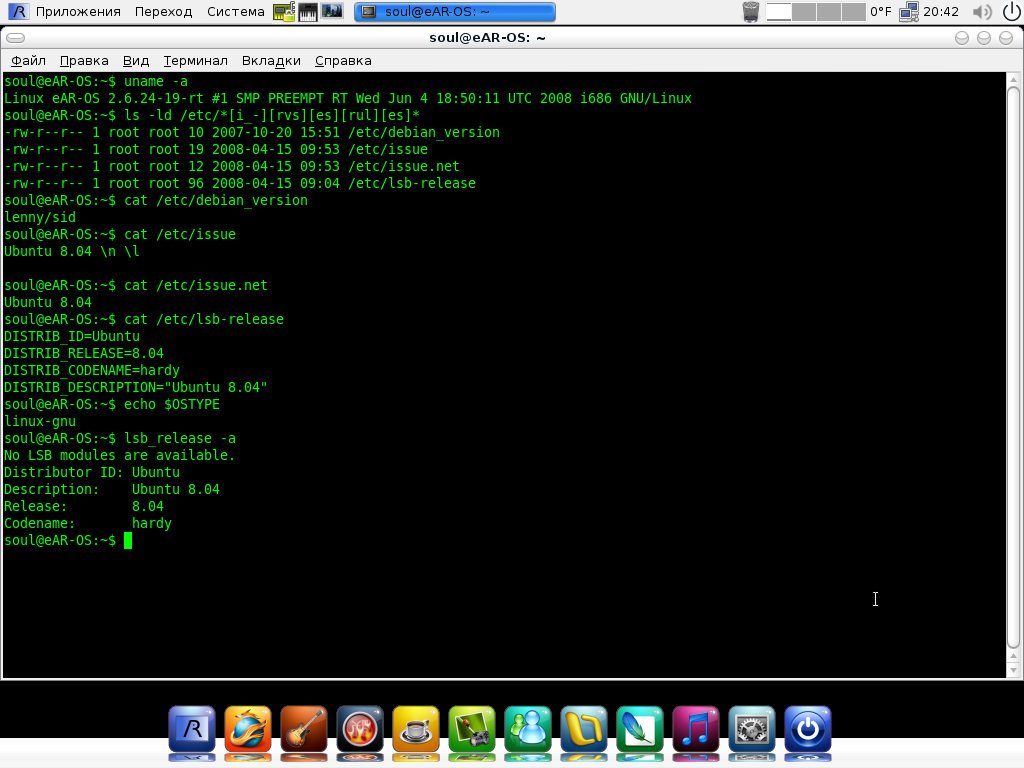 Приложения Переход Система soul@eAR-OS: ~ 0°F 20:42
soul@eAR-OS: ~
Файл Правка Вид Терминал Вкладки Справка
soul@eAR-OS:~$ uname -a
Linux eAR-OS 2.6.24-19-rt #1 SMP PREEMPT RT Wed Jun 4 18:50:11 UTC 2008 i686 GNU/Linux
soul@eAR-OS:~$ ls -ld /etc/*[i_-][rvs][es][rul][es]*
-rw-r--r-- 1 root root 10 2007-10-20 15:51 /etc/debian_version
-rw-r--r-- 1 root root 19 2008-04-15 09:53 /etc/issue
-rw-r--r-- 1 root root 12 2008-04-15 09:53 /etc/issue.net
-rw-r--r-- 1 root root 96 2008-04-15 09:04 /etc/lsb-release
soul@eAR-OS:~$ cat /etc/debian_version
lenny/sid
soul@eAR-OS:~$ cat /etc/issue
Ubuntu 8.04 \n \l
soul@eAR-OS:~$ cat /etc/issue.net
Ubuntu 8.04
soul@eAR-OS:~$ cat /etc/lsb-release
DISTRIB_ID=Ubuntu
DISTRIB_RELEASE=8.04
DISTRIB_CODENAME=hardy
DISTRIB_DESCRIPTION="Ubuntu 8.04"
soul@eAR-OS:~$ echo $OSTYPE
linux-gnu
soul@eAR-OS:~$ lsb_release -a
No LSB modules are available.
Distributor ID: Ubuntu
Description:    Ubuntu 8.04
Release:        8.04
Codename:       hardy
soul@eAR-OS:~$